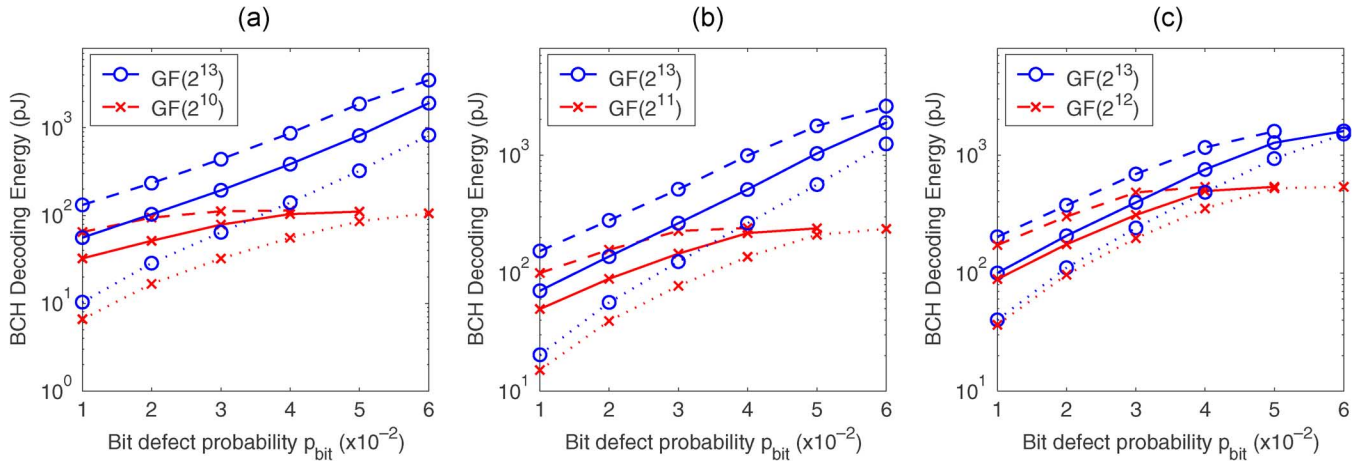 (a)
BCH Decoding Energy (pJ)
10^3
10^2
10^1
10^0
GF(2^13)
GF(2^10)
1 2 3 4 5 6
Bit defect probability p_bit (x10^−2)
(b)
BCH Decoding Energy (pJ)
10^3
10^2
10^1
GF(2^13)
GF(2^11)
1 2 3 4 5 6
Bit defect probability p_bit (x10^−2)
(c)
BCH Decoding Energy (pJ)
10^3
10^2
10^1
GF(2^13)
GF(2^12)
1 2 3 4 5 6
Bit defect probability p_bit (x10^−2)